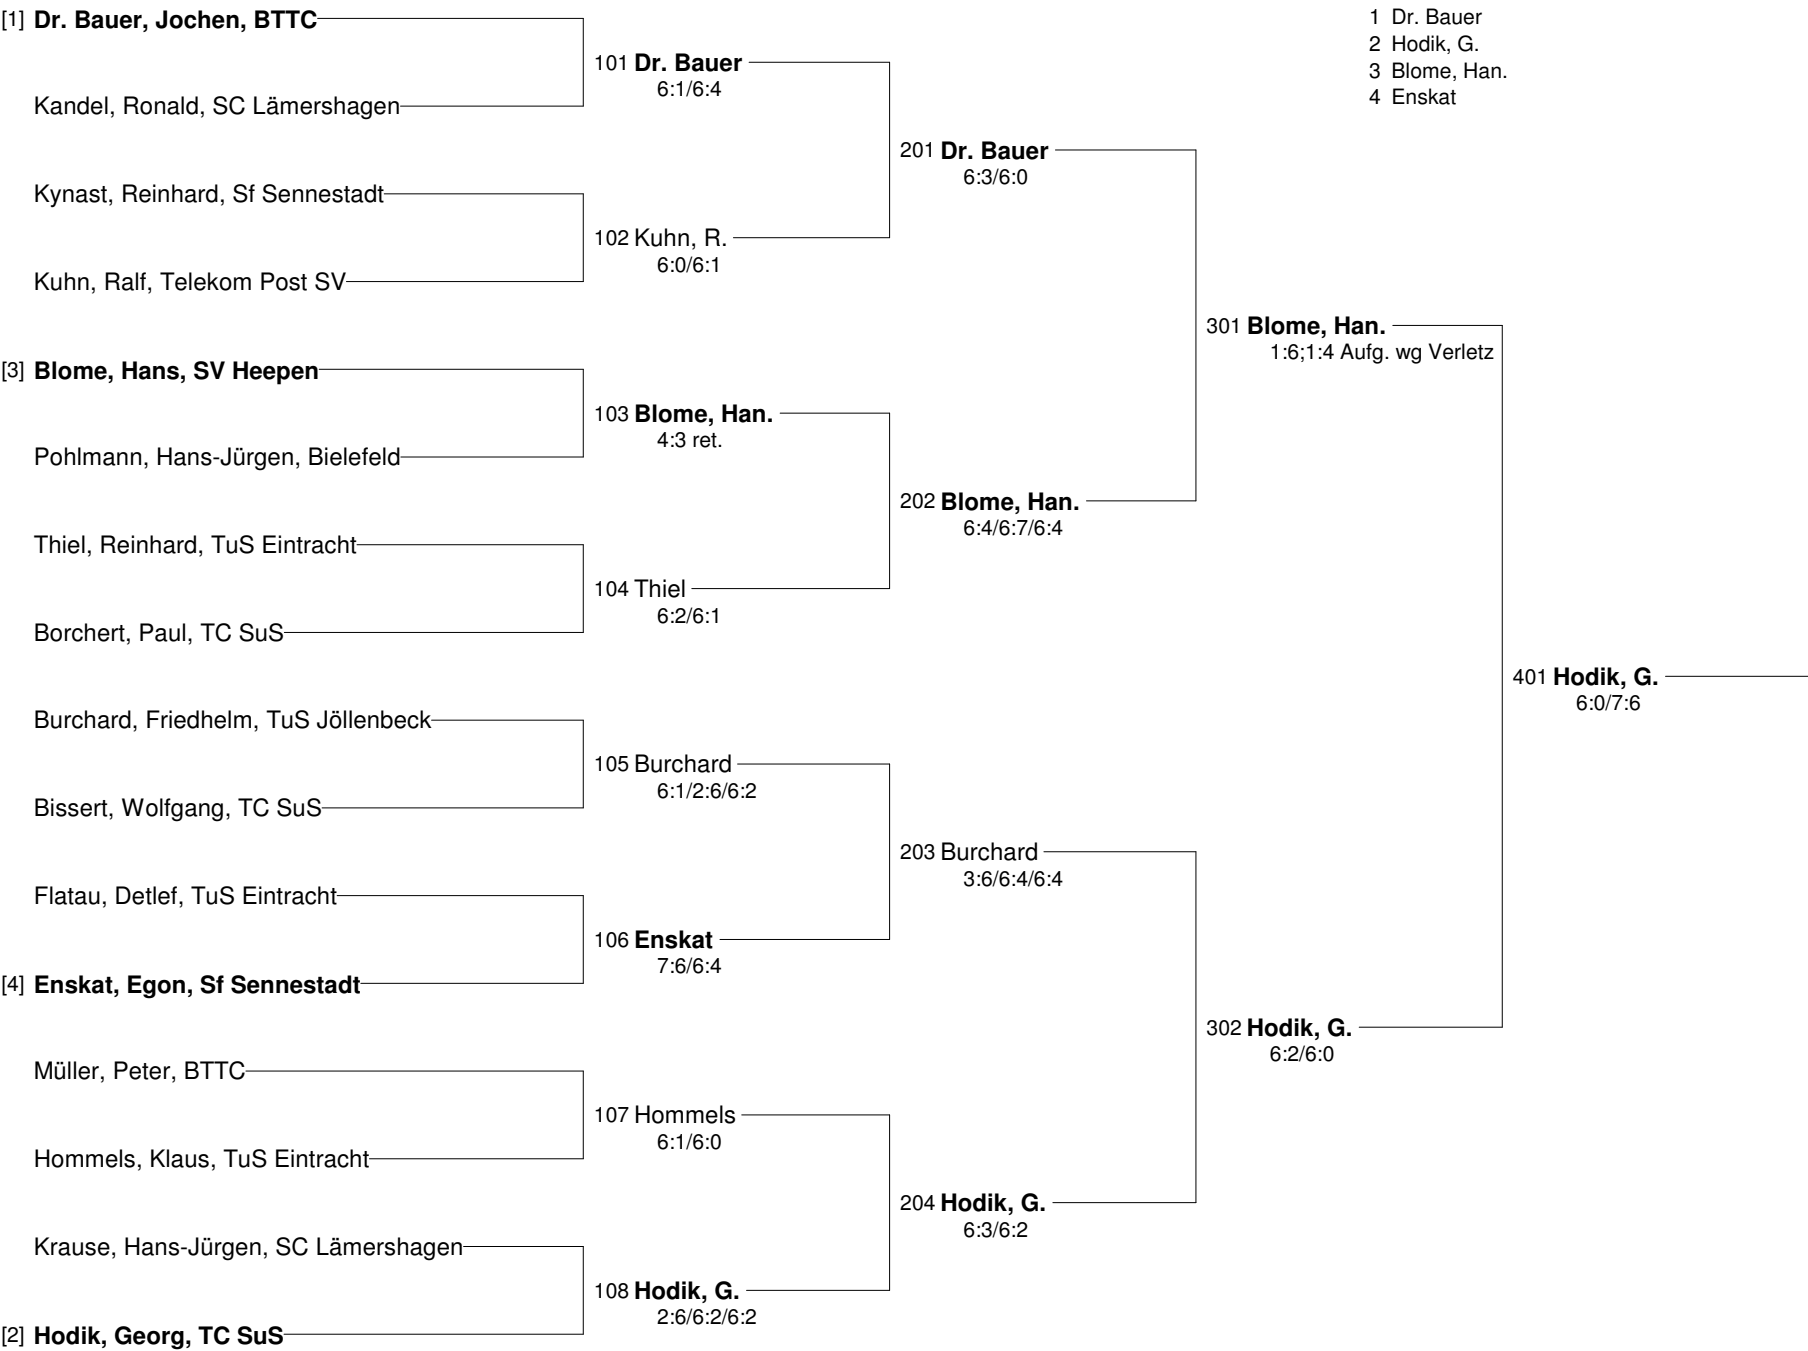 [1] Dr. Bauer, Jochen, BTTC
Kandel, Ronald, SC Lämershagen
Kynast, Reinhard, Sf Sennestadt
Kuhn, Ralf, Telekom Post SV
[3] Blome, Hans, SV Heepen
Pohlmann, Hans-Jürgen, Bielefeld
Thiel, Reinhard, TuS Eintracht
Borchert, Paul, TC SuS
Burchard, Friedhelm, TuS Jöllenbeck
Bissert, Wolfgang, TC SuS
Flatau, Detlef, TuS Eintracht
[4] Enskat, Egon, Sf Sennestadt
Müller, Peter, BTTC
Hommels, Klaus, TuS Eintracht
Krause, Hans-Jürgen, SC Lämershagen
[2] Hodik, Georg, TC SuS
101 Dr. Bauer
6:1/6:4
102 Kuhn, R.
6:0/6:1
103 Blome, Han.
4:3 ret.
104 Thiel
6:2/6:1
105 Burchard
6:1/2:6/6:2
106 Enskat
7:6/6:4
107 Hommels
6:1/6:0
108 Hodik, G.
2:6/6:2/6:2
201 Dr. Bauer
6:3/6:0
202 Blome, Han.
6:4/6:7/6:4
203 Burchard
3:6/6:4/6:4
204 Hodik, G.
6:3/6:2
301 Blome, Han.
1:6;1:4 Aufg. wg Verletz
302 Hodik, G.
6:2/6:0
401 Hodik, G.
6:0/7:6
1 Dr. Bauer
2 Hodik, G.
3 Blome, Han.
4 Enskat